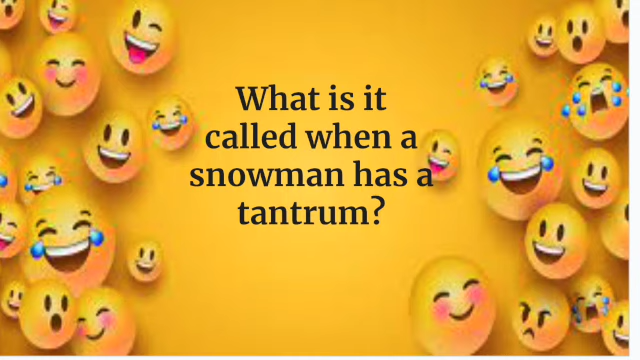 What is it
called when a
snowman has a
tantrum?